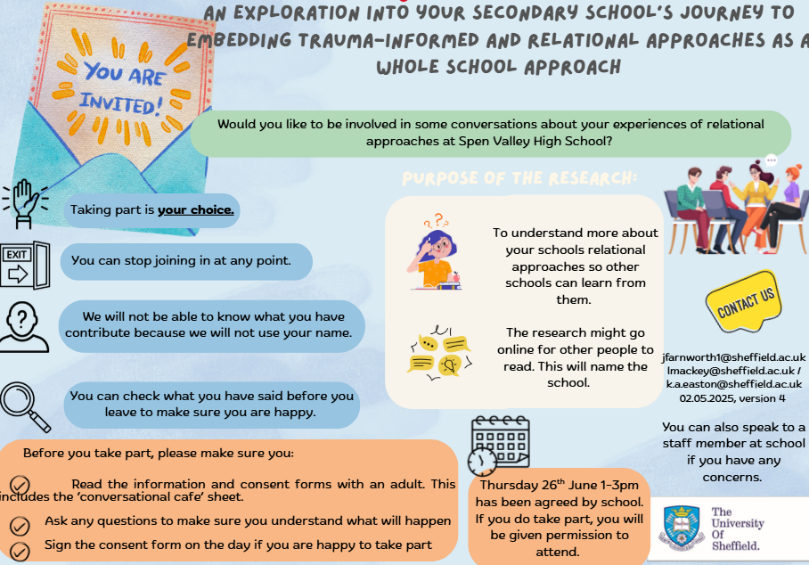 AN EXPLORATION INTO YOUR SECONDARY SCHOOL'S JOURNEY TO
EMBEDDING TRAUMA-INFORMED AND RELATIONAL APPROACHES AS A
WHOLE SCHOOL APPROACH
YOU ARE
INVITED!
Would you like to be involved in some conversations about your experiences of relational
approaches at Spen Valley High School?
Taking part is your choice.
EXIT
You can stop joining in at any point.
We will not be able to know what you have
contribute because we will not use your name.
You can check what you have said before you
leave to make sure you are happy.
PURPOSE OF THE RESEARCH:
To understand more about
your schools relational
approaches so other
schools can learn from
them.
The research might go
online for other people to
read. This will name the
school.
CONTACT US
jfarnworth1@sheffield.ac.uk
lmackey@sheffield.ac.uk /
k.a.easton@sheffield.ac.uk
02.05.2025, version 4
You can also speak to a
staff member at school
if you have any
concerns.
Before you take part, please make sure you:
Read the information and consent forms with an adult. This
includes the 'conversational cafe' sheet.
Ask any questions to make sure you understand what will happen
Sign the consent form on the day if you are happy to take part
Thursday 26th June 1-3pm
has been agreed by school.
If you do take part, you will
be given permission to
attend.
The
University
Of
Sheffield.